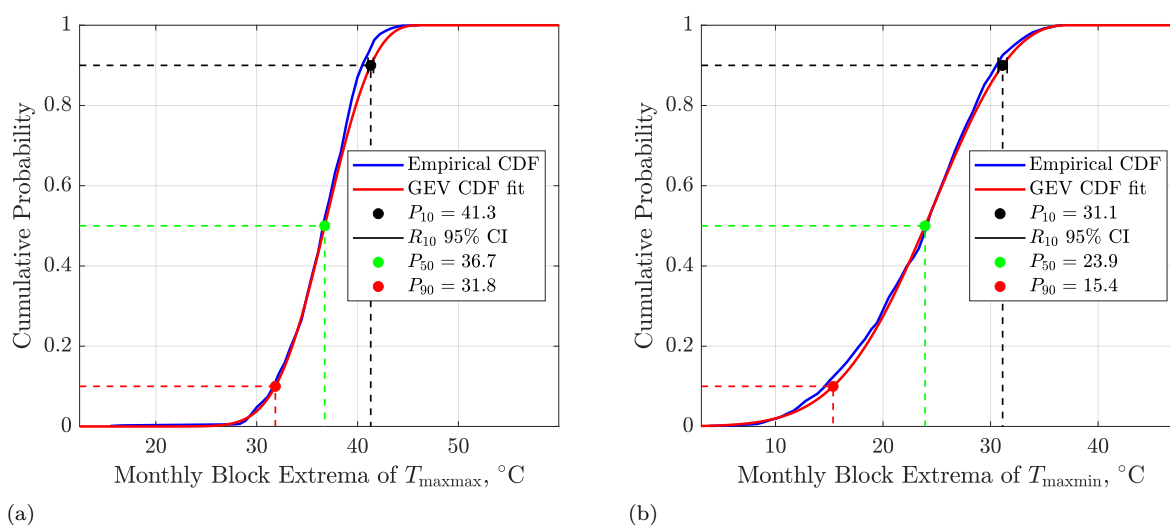 1
0.8
0.6
0.4
0.2
0
Cumulative Probability
20
30
40
50
Monthly Block Extrema of T_maxmax, °C
Empirical CDF
GEV CDF fit
P_10 = 41.3
R_10 95% CI
P_50 = 36.7
P_90 = 31.8
(a)
1
0.8
0.6
0.4
0.2
0
Cumulative Probability
10
20
30
40
Monthly Block Extrema of T_maxmin, °C
Empirical CDF
GEV CDF fit
P_10 = 31.1
R_10 95% CI
P_50 = 23.9
P_90 = 15.4
(b)